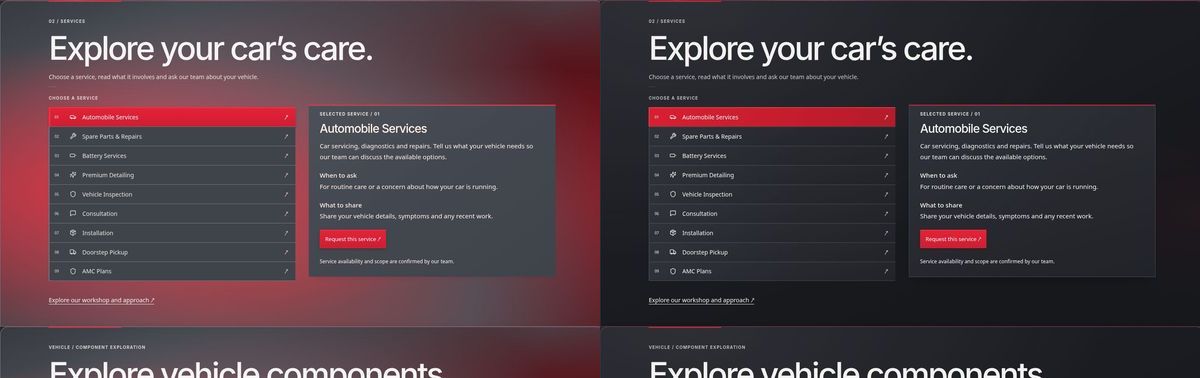 02 / SERVICES
Explore your car's care.
Choose a service, read what it involves and ask our team about your vehicle.
CHOOSE A SERVICE
01 Automobile Services
02 Spare Parts & Repairs
03 Battery Services
04 Premium Detailing
05 Vehicle Inspection
06 Consultation
07 Installation
08 Doorstep Pickup
09 AMC Plans
Explore our workshop and approach ↗
SELECTED SERVICE / 01
Automobile Services
Car servicing, diagnostics and repairs. Tell us what your vehicle needs so
our team can discuss the available options.
When to ask
For routine care or a concern about how your car is running.
What to share
Share your vehicle details, symptoms and any recent work.
Request this service ↗
Service availability and scope are confirmed by our team.
VEHICLE / COMPONENT EXPLORATION
Explore vehicle components
02 / SERVICES
Explore your car's care.
Choose a service, read what it involves and ask our team about your vehicle.
CHOOSE A SERVICE
01 Automobile Services
02 Spare Parts & Repairs
03 Battery Services
04 Premium Detailing
05 Vehicle Inspection
06 Consultation
07 Installation
08 Doorstep Pickup
09 AMC Plans
Explore our workshop and approach ↗
SELECTED SERVICE / 01
Automobile Services
Car servicing, diagnostics and repairs. Tell us what your vehicle needs so
our team can discuss the available options.
When to ask
For routine care or a concern about how your car is running.
What to share
Share your vehicle details, symptoms and any recent work.
Request this service ↗
Service availability and scope are confirmed by our team.
VEHICLE / COMPONENT EXPLORATION
Explore vehicle components